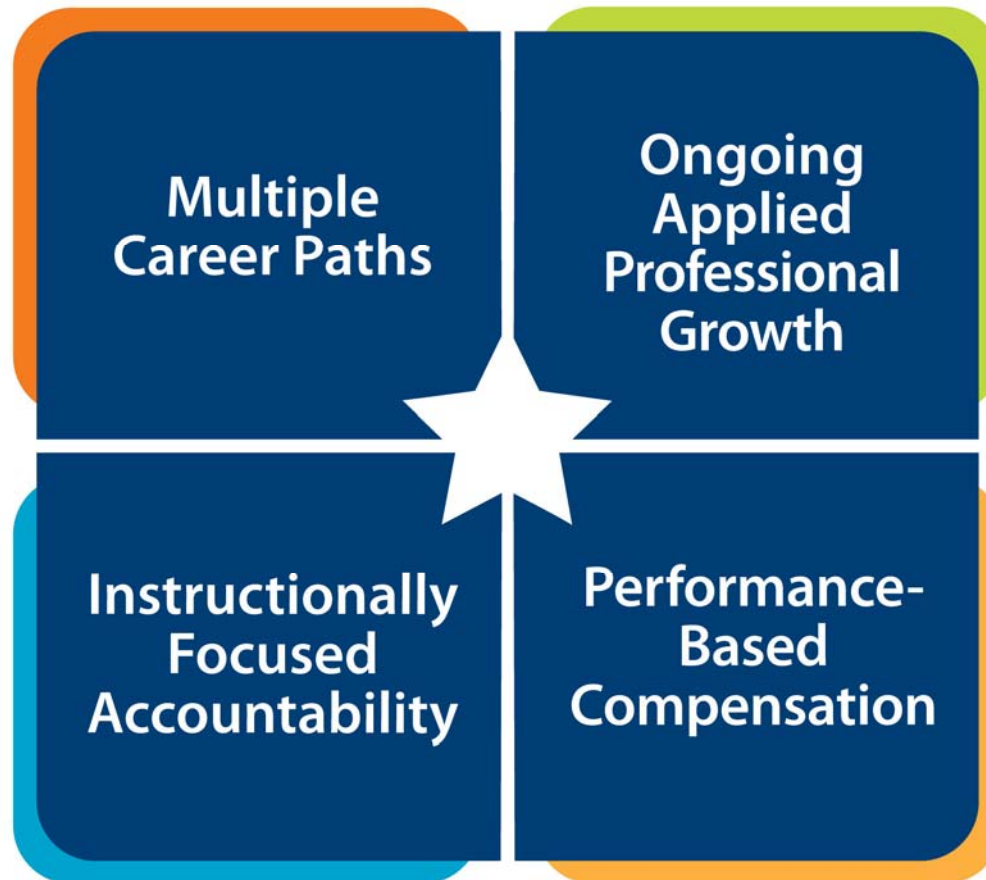 Multiple
Career Paths
Ongoing
Applied
Professional
Growth
Instructionally
Focused
Accountability
Performance-
Based
Compensation